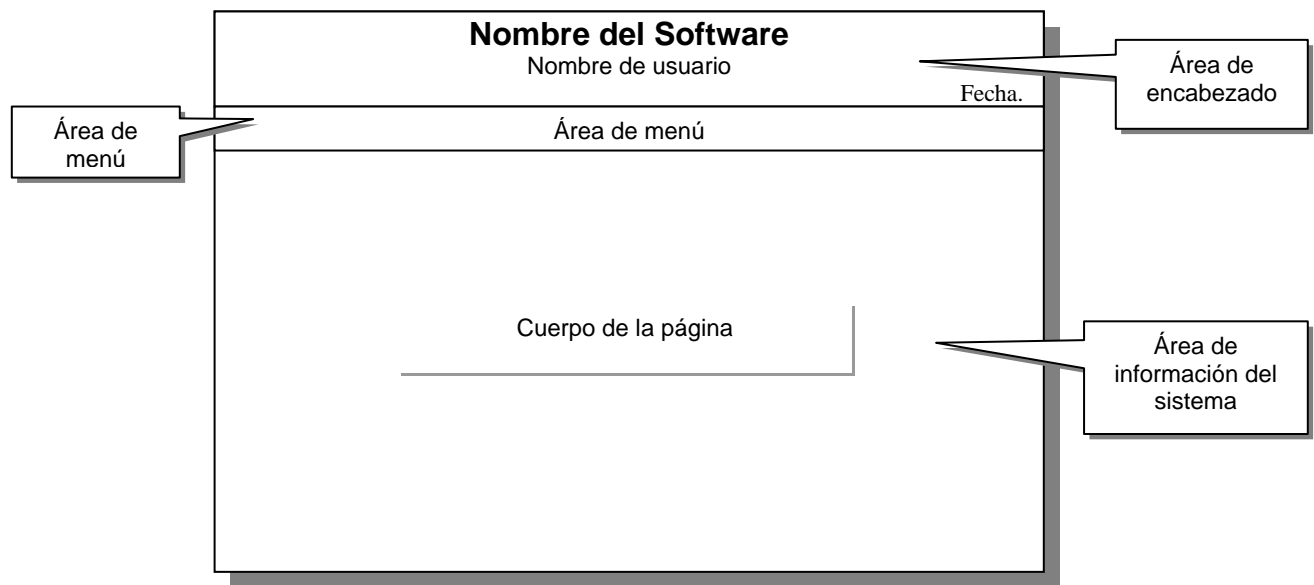 Nombre del Software
Nombre de usuario
Fecha.
Área de
encabezado
Área de
menú
Área de menú
Cuerpo de la página
Área de
información del
sistema